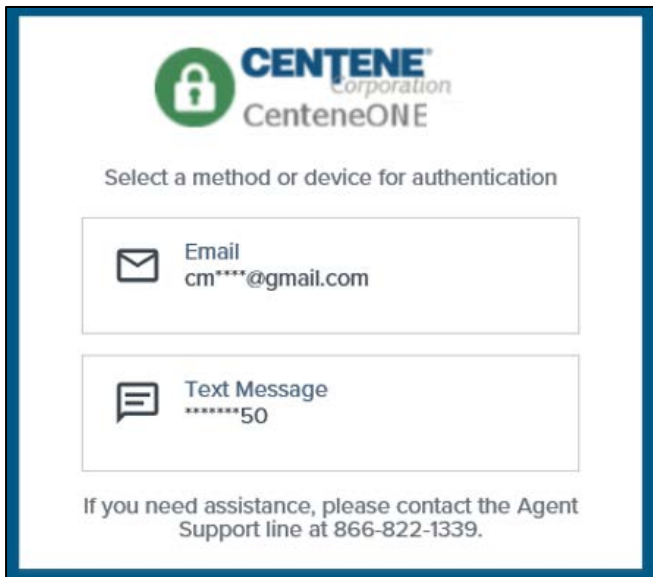 CENTENE®
Corporation
CenteneONE
Select a method or device for authentication
Email
cm****@gmail.com
Text Message
*******50
If you need assistance, please contact the Agent
Support line at 866-822-1339.